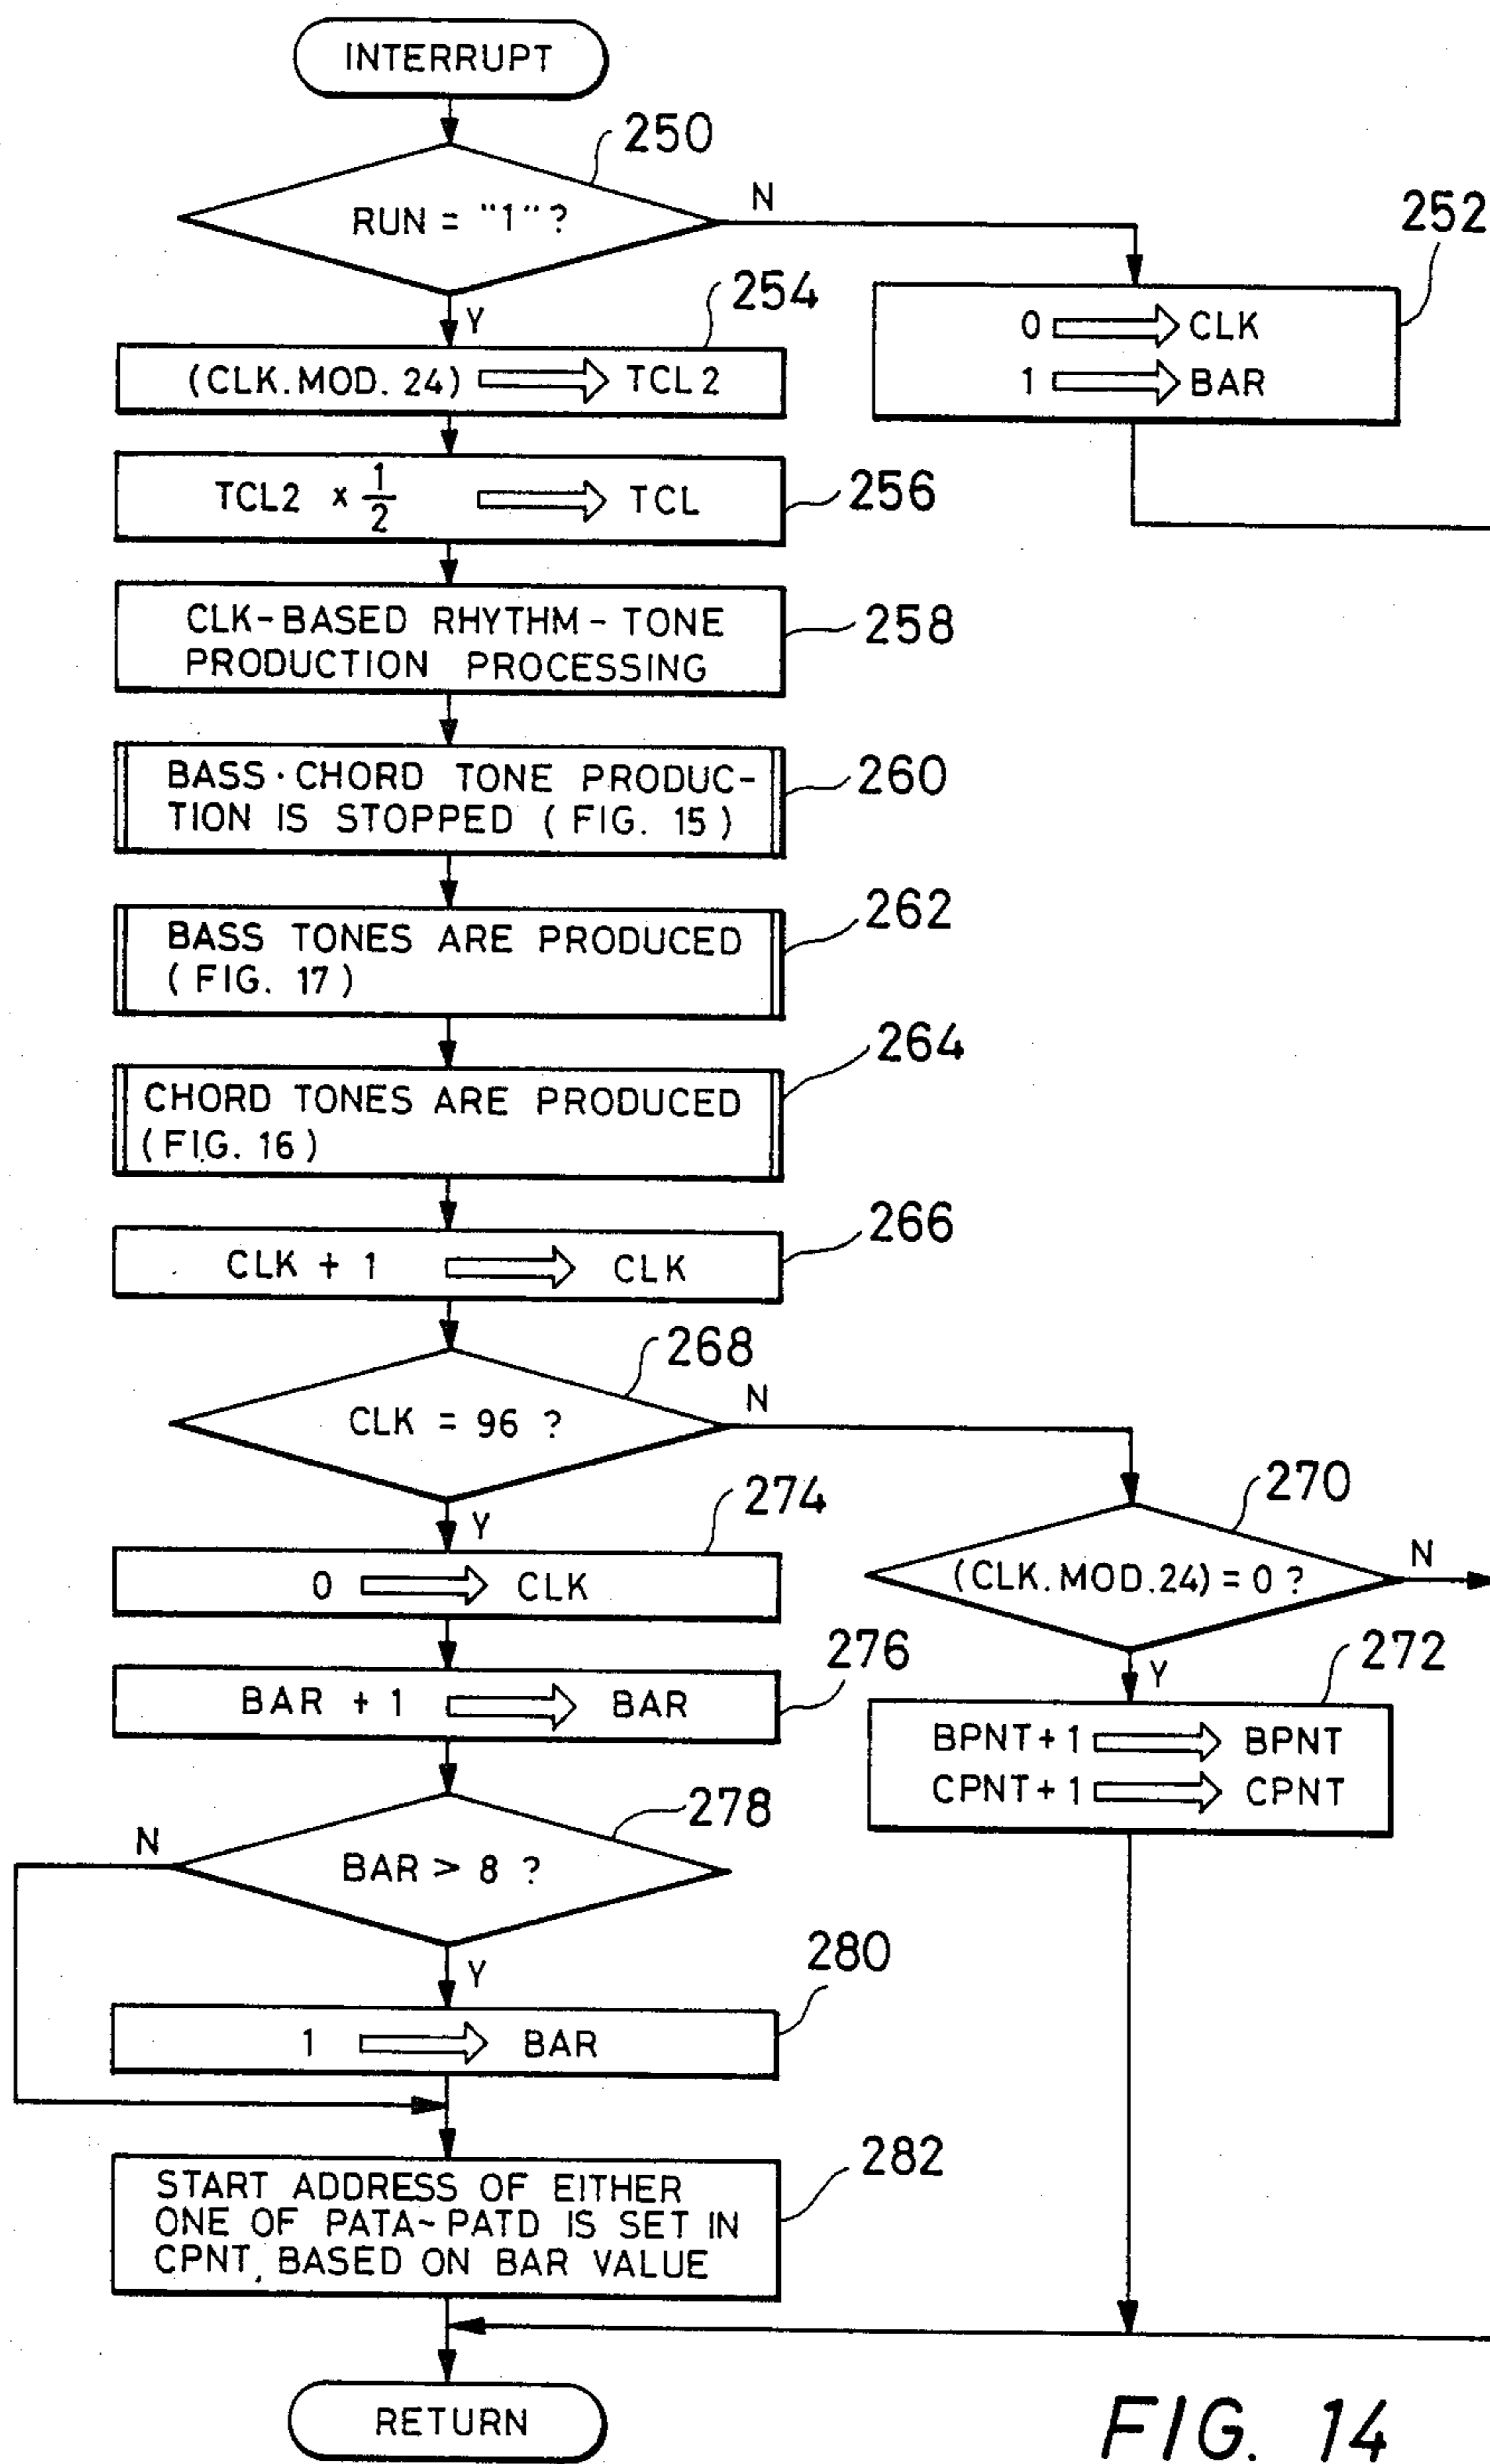 INTERRUPT
250
RUN = "1"?
N
Y
252
0 ⇒ CLK
1 ⇒ BAR
254
(CLK.MOD. 24) ⇒ TCL2
TCL2 × 1/2 ⇒ TCL
256
CLK-BASED RHYTHM-TONE
PRODUCTION PROCESSING
258
BASS·CHORD TONE PRODUC-
TION IS STOPPED (FIG. 15)
260
BASS TONES ARE PRODUCED
(FIG. 17)
262
CHORD TONES ARE PRODUCED
(FIG. 16)
264
CLK + 1 ⇒ CLK
266
268
CLK = 96 ?
N
Y
270
(CLK.MOD.24) = 0 ?
N
Y
272
BPNT+1 ⇒ BPNT
CPNT+1 ⇒ CPNT
274
0 ⇒ CLK
BAR + 1 ⇒ BAR
276
278
N
BAR > 8 ?
Y
280
1 ⇒ BAR
START ADDRESS OF EITHER
ONE OF PATA~PATD IS SET IN
CPNT, BASED ON BAR VALUE
282
RETURN
FIG. 14